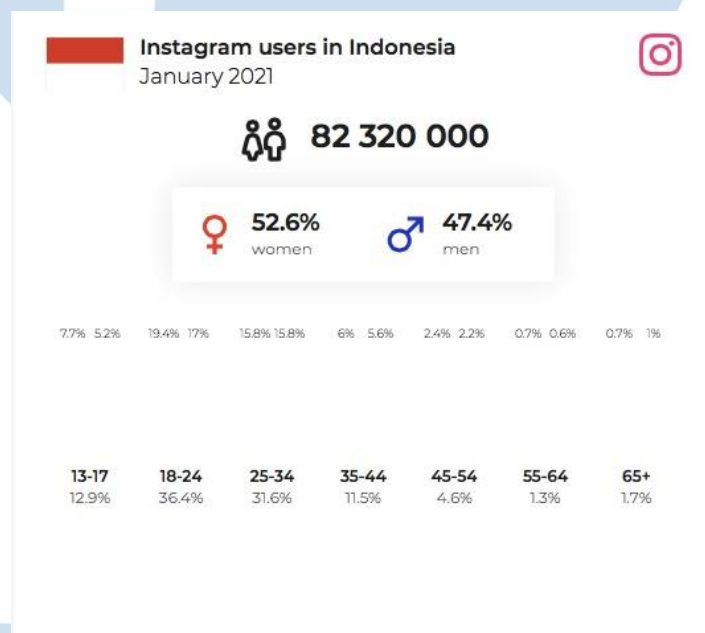 Instagram users in Indonesia
January 2021
82 320 000
52.6% 47.4%
women men
7.7% 5.2% 19.4% 17% 15.8% 15.8% 6% 5.6% 2.4% 2.2% 0.7% 0.6% 0.7% 1%
13-17 18-24 25-34 35-44 45-54 55-64 65+
12.9% 36.4% 31.6% 11.5% 4.6% 1.3% 1.7%